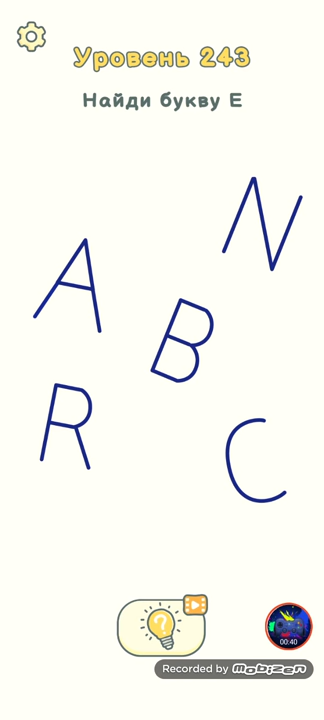 Уровень 243
Найди букву Е
N
A
B
R
C
?
00:40
Recorded by mobizen